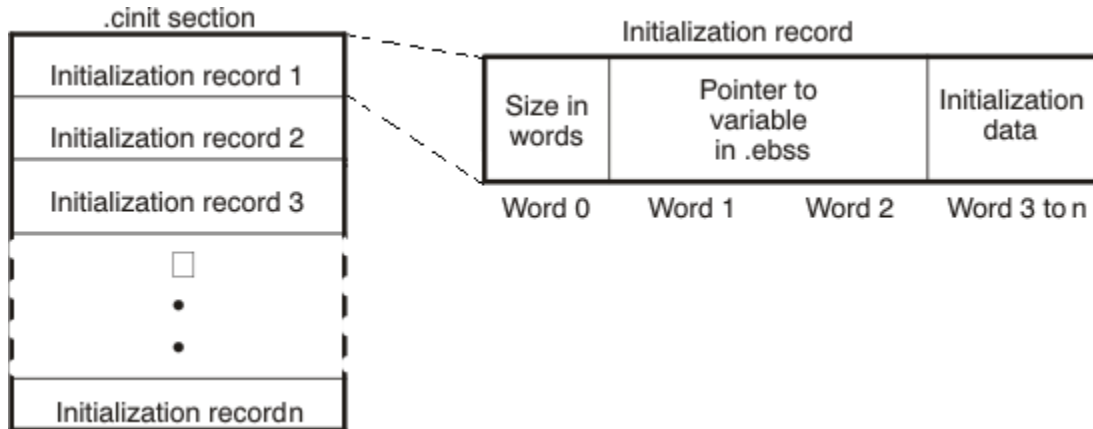 .cinit section
Initialization record 1
Initialization record 2
Initialization record 3
Initialization recordn
Initialization record
Size in
words
Pointer to
variable
in .ebss
Initialization
data
Word 0
Word 1
Word 2
Word 3 to n